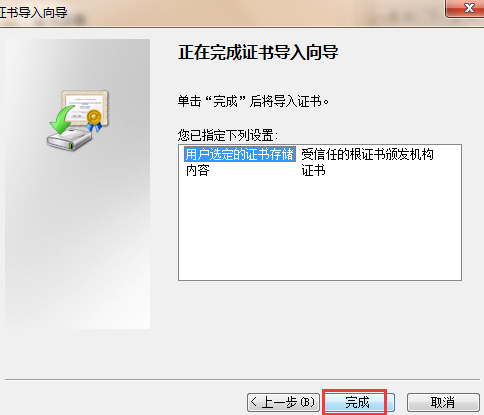 证书导入向导
正在完成证书导入向导
单击“完成”后将导入证书。
您已指定下列设置:
用户选定的证书存储 受信任的根证书颁发机构
内容 证书
< 上一步(B) 完成 取消